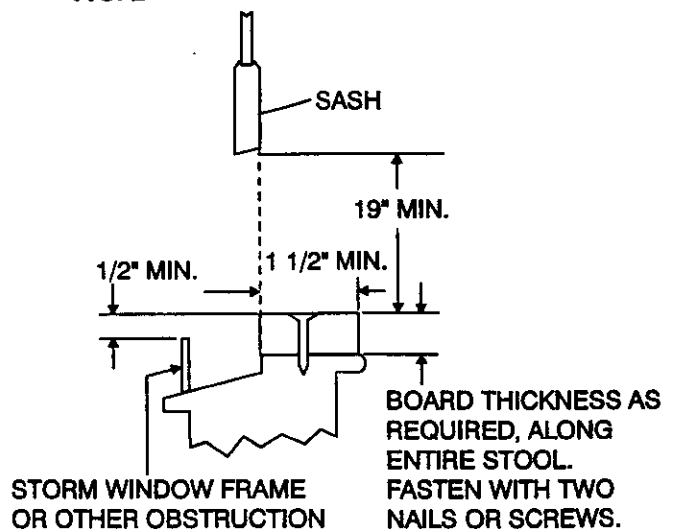 SASH
19" MIN.
1/2" MIN.
1 1/2" MIN.
BOARD THICKNESS AS
REQUIRED, ALONG
ENTIRE STOOL.
FASTEN WITH TWO
NAILS OR SCREWS.
STORM WINDOW FRAME
OR OTHER OBSTRUCTION